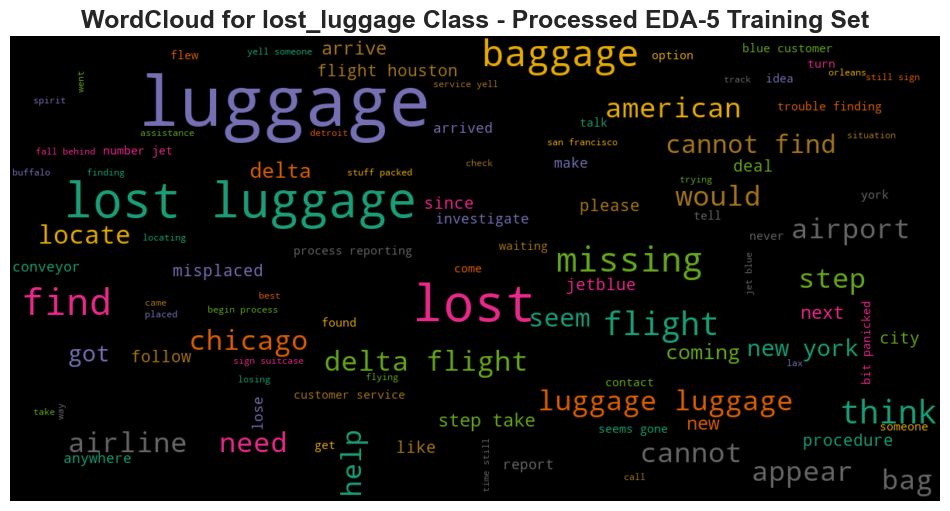 WordCloud for lost_luggage Class - Processed EDA-5 Training Set
yell someone
arrive
baggage
option
blue customer
flew
turn
flight houston
orleans
still sign
went
luggage
service yell
track
idea
spirit
american
trouble finding
assistance
detroit
arrived
talk
situation
cannot find
san francisco
fall behind
number jet
make
deal
buffalo
finding
delta
stuff packed
check
trying
lost luggage
since
please
would
york
investigate
tell
locate
locating
airport
process reporting
waiting
never
conveyor
misplaced
missing
jet blue
come
step
jetblue
find
came
best
lost
placed
begin process
found
seem
flight
next
bit panicked
chicago
city
got
follow
sign suitcase
delta flight
coming
new york
lax
losing
flying
contact
customer service
take
way
lose
luggage luggage
think
step take
seems gone
new
someone
airline
need
help
get
like
cannot
procedure
anywhere
time still
report
appear
call
bag